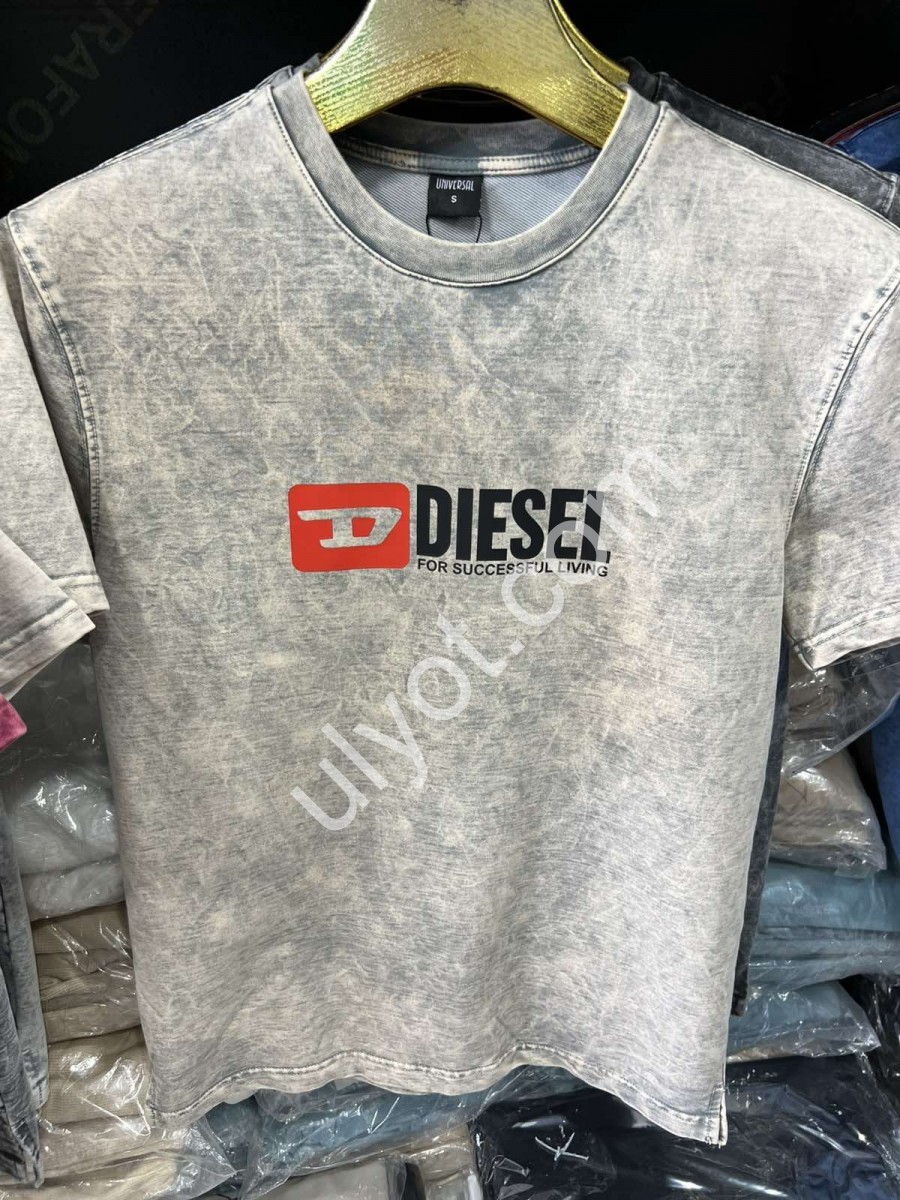 UNIVERSAL
S
D DIESEL
FOR SUCCESSFUL LIVING
ulyot.com